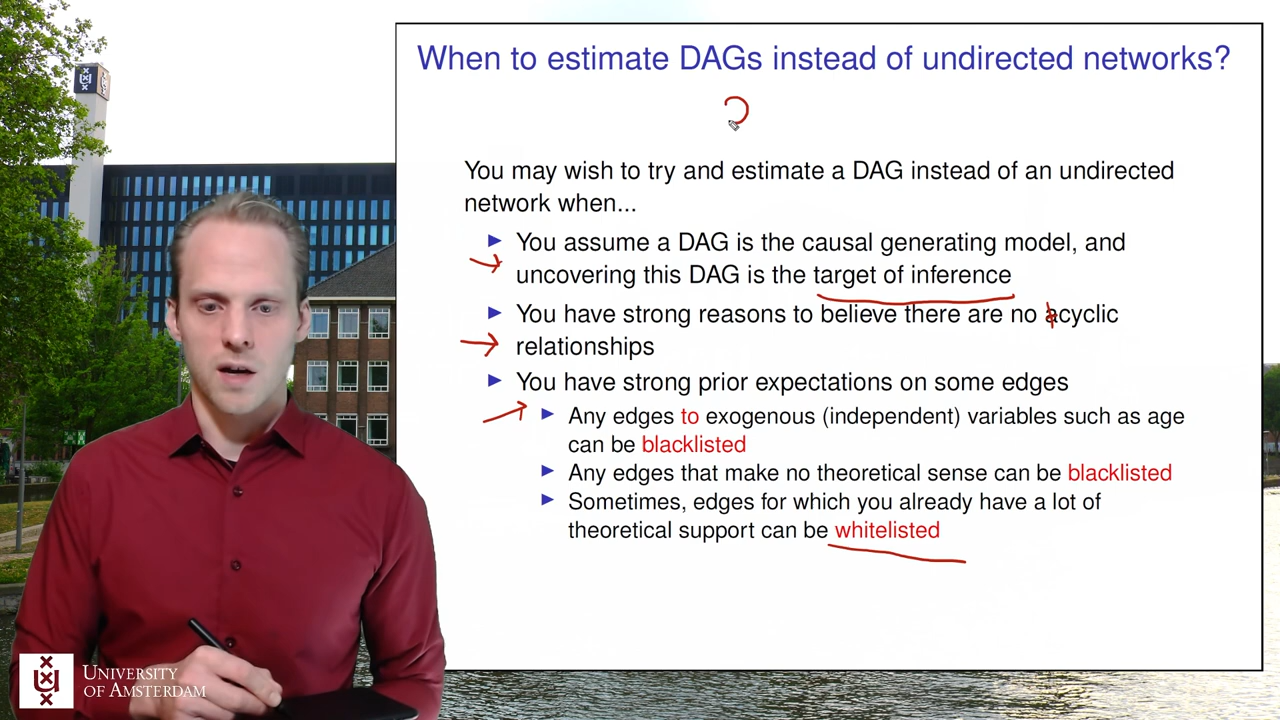 When to estimate DAGs instead of undirected networks?
?
You may wish to try and estimate a DAG instead of an undirected
network when...
You assume a DAG is the causal generating model, and
uncovering this DAG is the target of inference
You have strong reasons to believe there are no acyclic
relationships
You have strong prior expectations on some edges
Any edges to exogenous (independent) variables such as age
can be blacklisted
Any edges that make no theoretical sense can be blacklisted
Sometimes, edges for which you already have a lot of
theoretical support can be whitelisted
UNIVERSITY
OF AMSTERDAM